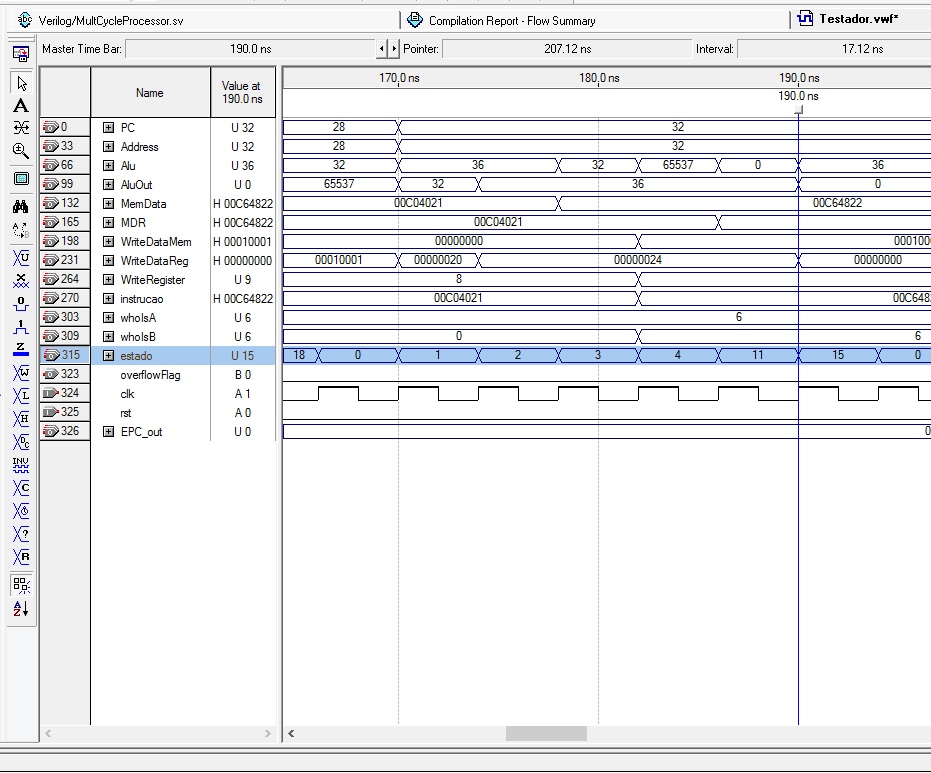 Verilog/MultCycleProcessor.sv
Compilation Report - Flow Summary
Testador.vwf*
Master Time Bar: 190.0 ns Pointer: 207.12 ns Interval: 17.12 ns
Name Value at 190.0 ns 170.0 ns 180.0 ns 190.0 ns
190.0 ns
0 PC U 32 28 32
33 Address U 32 28 32
66 Alu U 36 32 36 32 65537 0 36
99 AluOut U 0 65537 32 36 0
132 MemData H 00C64822 00C04021 00C64822
165 MDR H 00C64822 00C04021
198 WriteDataMem H 00010001 00000000 000100
231 WriteDataReg H 00000000 00010001 00000020 00000024 00000000
264 WriteRegister U 9 8
270 instrucao H 00C64822 00C04021 00C648
303 whoIsA U 6 6
309 whoIsB U 6 0 6
315 estado U 15 18 0 1 2 3 4 11 15 0
323 overflowFlag B 0
324 clk A 1
325 rst A 0
326 EPC_out U 0 0